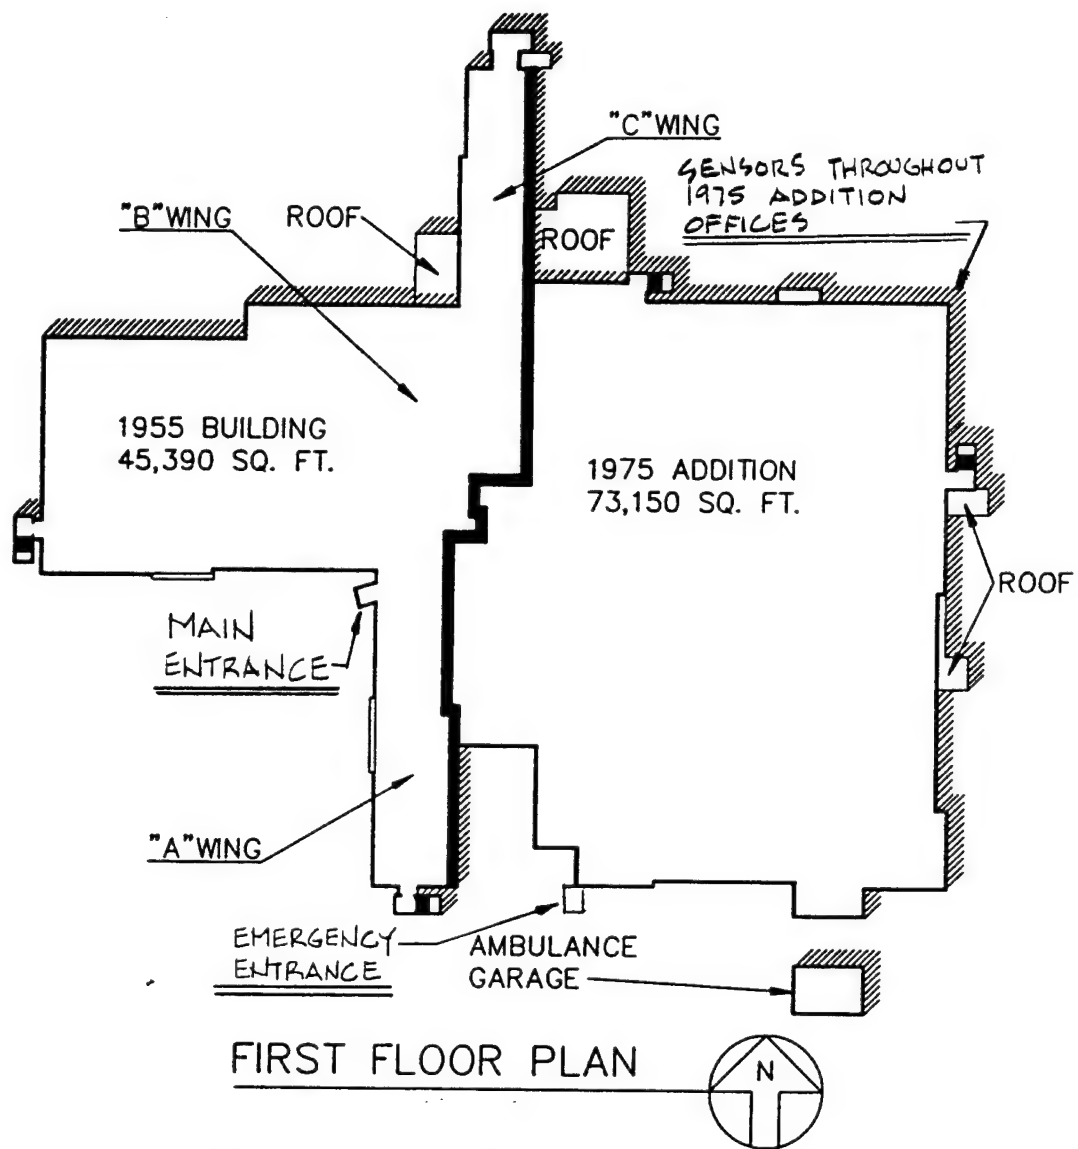 "C" WING
SENSORS THROUGHOUT
1975 ADDITION
OFFICES
"B" WING
ROOF
ROOF
1955 BUILDING
45,390 SQ. FT.
1975 ADDITION
73,150 SQ. FT.
ROOF
MAIN
ENTRANCE
"A" WING
EMERGENCY
ENTRANCE
AMBULANCE
GARAGE
FIRST FLOOR PLAN
N